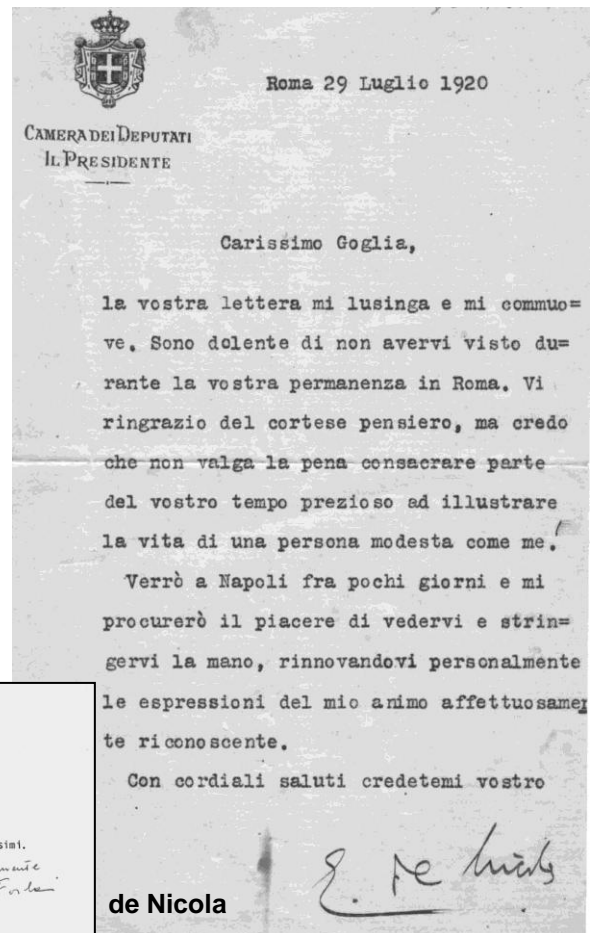 CAMERA DEI DEPUTATI
IL PRESIDENTE
Roma 29 Luglio 1920
Carissimo Goglia,
la vostra lettera mi lusinga e mi commuo=
ve. Sono dolente di non avervi visto du=
rante la vostra permanenza in Roma. Vi
ringrazio del cortese pensiero, ma credo
che non valga la pena consacrare parte
del vostro tempo prezioso ad illustrare
la vita di una persona modesta come me.
Verrò a Napoli fra pochi giorni e mi
procurerò il piacere di vedervi e strin=
gervi la mano, rinnovandovi personalmente
le espressioni del mio animo affettuosamen
te riconoscente.
Con cordiali saluti credetemi vostro
E. De Nicola
de Nicola
simi.